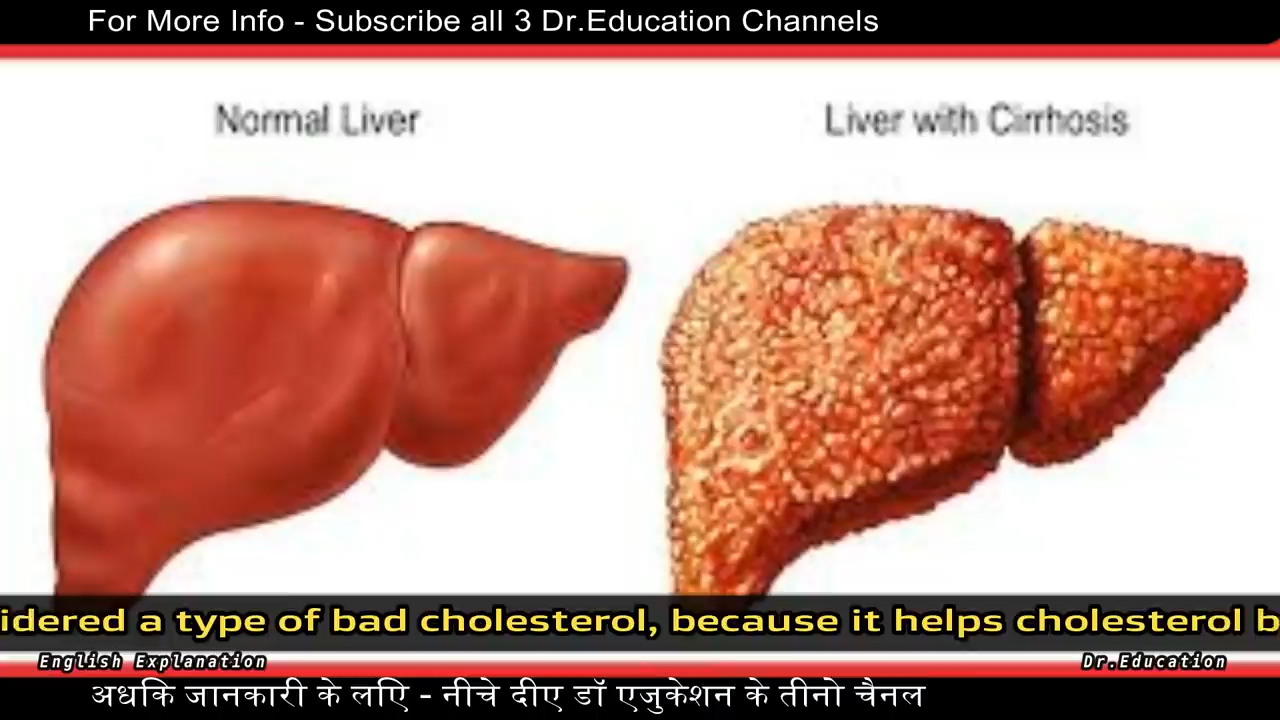 For More Info - Subscribe all 3 Dr.Education Channels
Normal Liver
Liver with Cirrhosis
idered a type of bad cholesterol, because it helps cholesterol b
English Explanation
Dr.Education
अधकि जानकारी के लएि - नीचे दीए डॉ एजुकेशन के तीनो चैनल